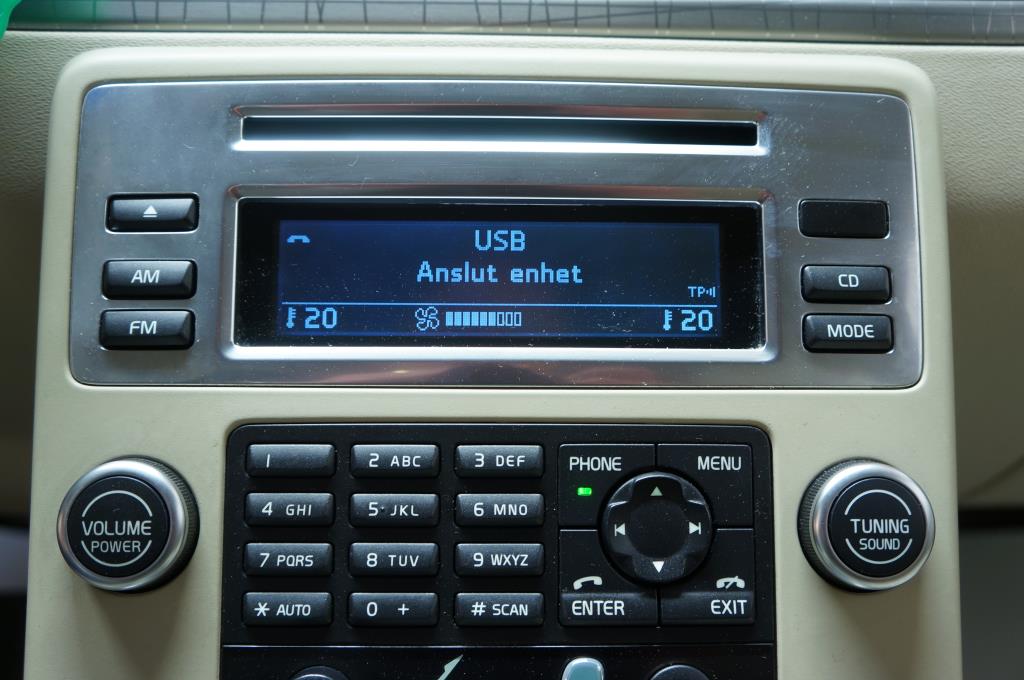 USB
Anslut enhet
TP
20 20
AM
FM
CD
MODE
1
2 ABC
3 DEF
4 GHI
5 JKL
6 MNO
7 PQRS
8 TUV
9 WXYZ
* AUTO
0 +
# SCAN
PHONE
MENU
ENTER
EXIT
VOLUME
POWER
TUNING
SOUND